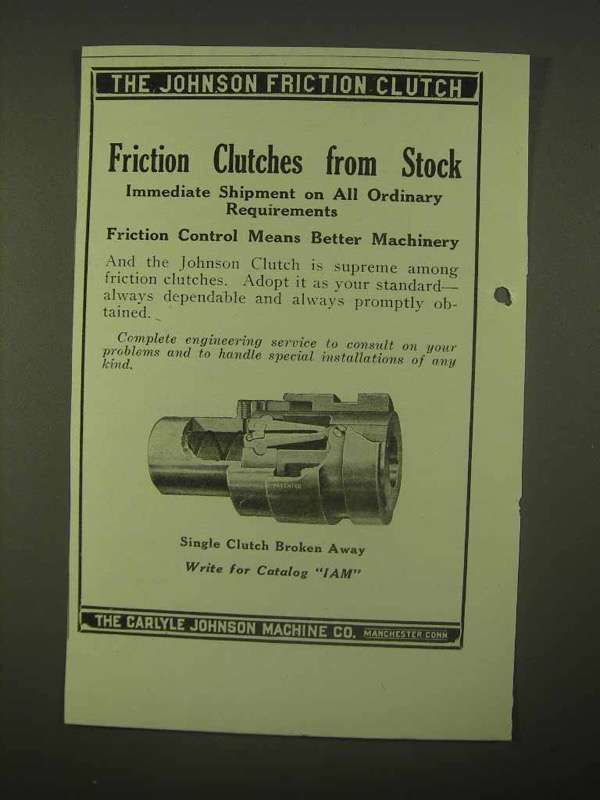 THE JOHNSON FRICTION CLUTCH
Friction Clutches from Stock
Immediate Shipment on All Ordinary
Requirements
Friction Control Means Better Machinery
And the Johnson Clutch is supreme among
friction clutches. Adopt it as your standard—
always dependable and always promptly ob-
tained.
Complete engineering service to consult on your
problems and to handle special installations of any
kind.
PATENTED
Single Clutch Broken Away
Write for Catalog "IAM"
THE CARLYLE JOHNSON MACHINE CO. MANCHESTER CONN.